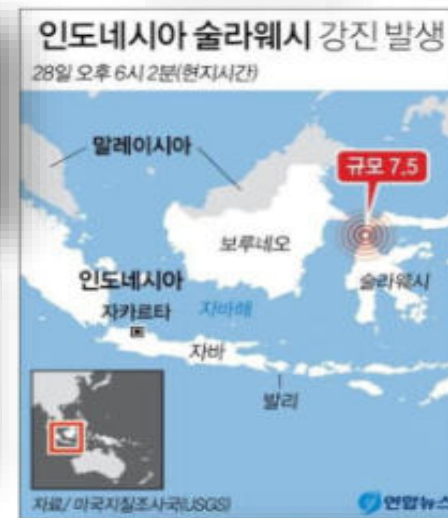 인도네시아 술라웨시 강진 발생
28일 오후 6시 2분(현지시간)
말레이시아
규모 7.5
보루네오
술라웨시
인도네시아
자카르타
자바해
자바
발리
자료/ 미국지질조사국(USGS)
연합뉴스